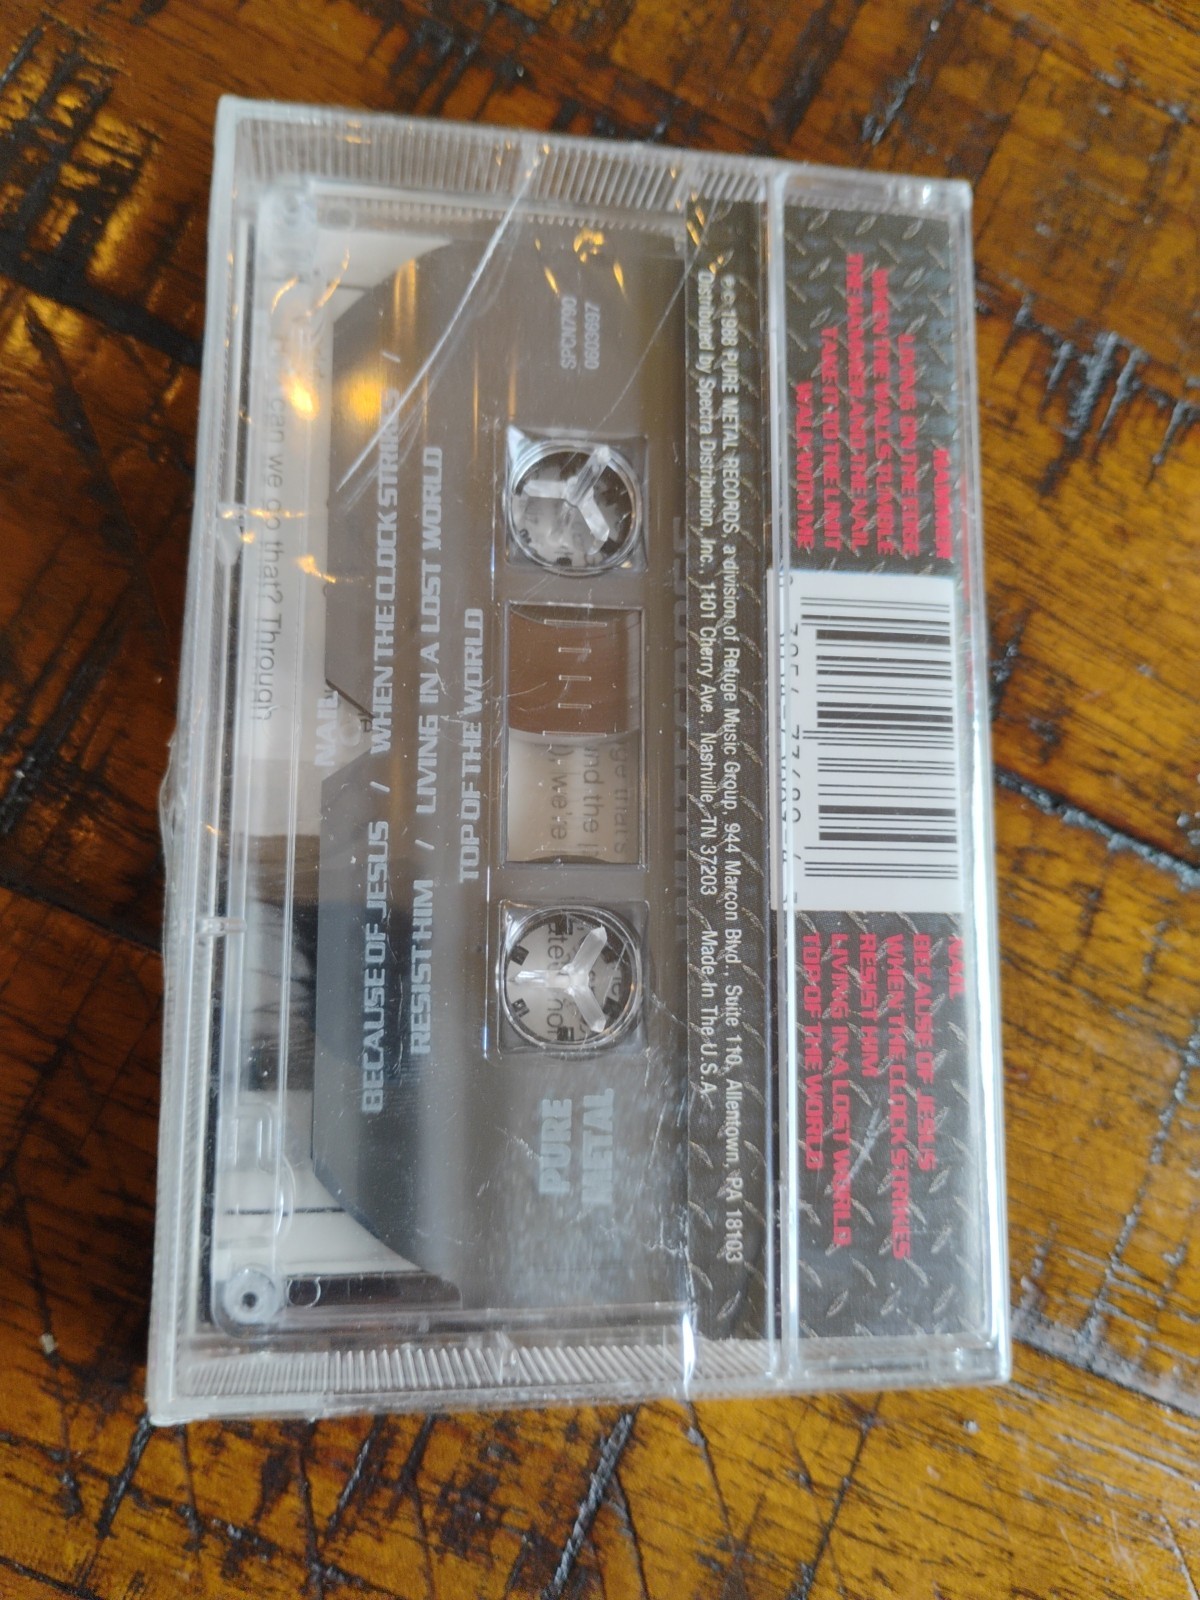 HAMMER
LIVING ON THE EDGE
WHEN THE WALLS TUMBLE
THE HAMMER AND THE NAIL
TAKE IT TO THE LIMIT
WALK WITH ME
NAIL
BECAUSE OF JESUS
WHEN THE CLOCK STRIKES
RESIST HIM
LIVING IN A LOST WORLD
TOP OF THE WORLD
1988 PURE METAL RECORDS, a division of Refuge Music Group, 944 Marcon Blvd., Suite 110, Allentown, PA 18103
Distributed by Spectra Distribution, Inc., 1101 Cherry Ave., Nashville, TN 37203 Made In The U.S.A.
PURE
METAL
SPCN790
TOP OF THE WORLD
RESIST HIM / LIVING IN A LOST WORLD
BECAUSE OF JESUS / WHEN THE CLOCK STRIKES /
NAIL
can we do that? Through
and the
we're